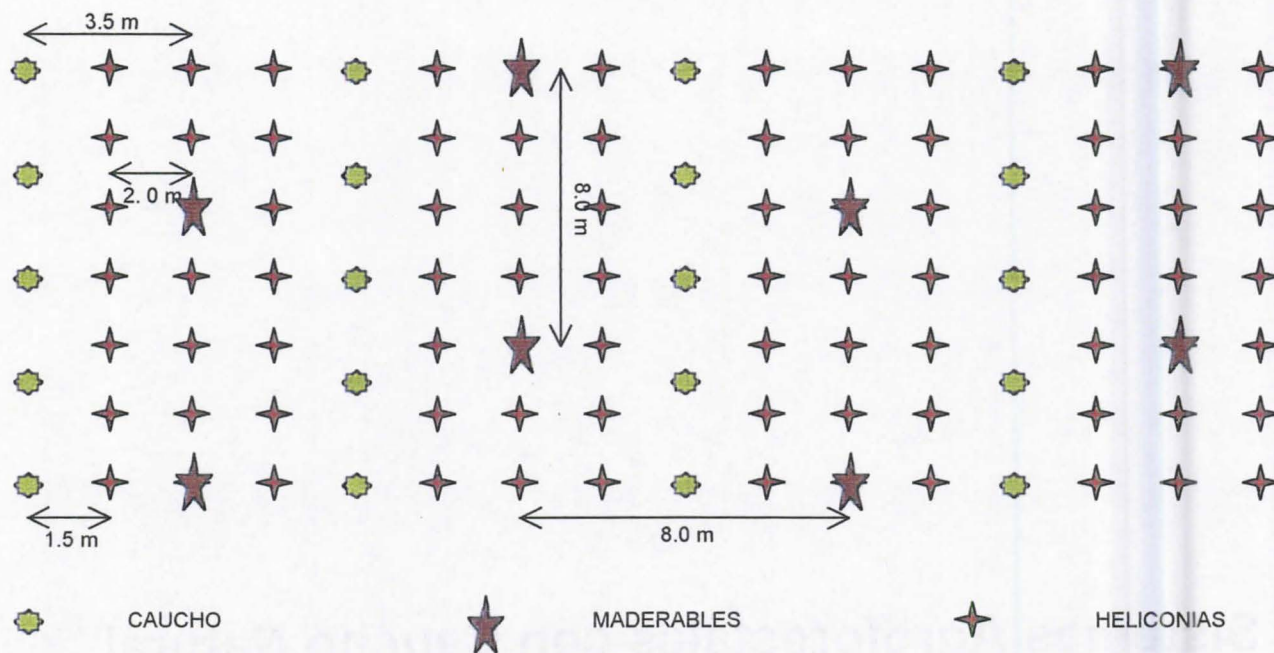 3.5 m
2. 0 m
8.0 m
1.5 m
8.0 m
CAUCHO
MADERABLES
HELICONIAS